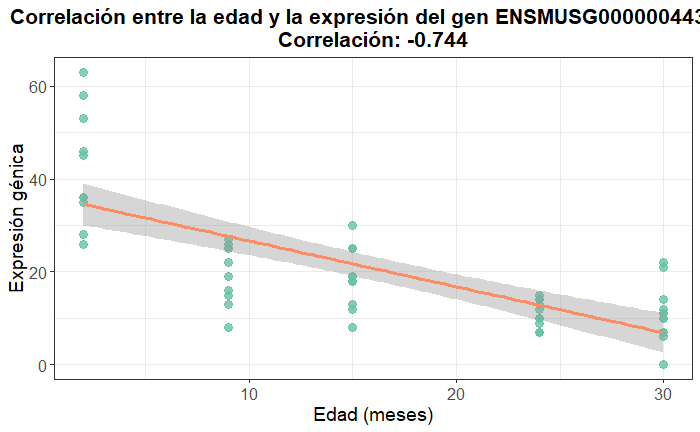 Correlación entre la edad y la expresión del gen ENSMUSG000000443
Correlación: -0.744
Expresión génica
60
40
20
0
10
20
30
Edad (meses)